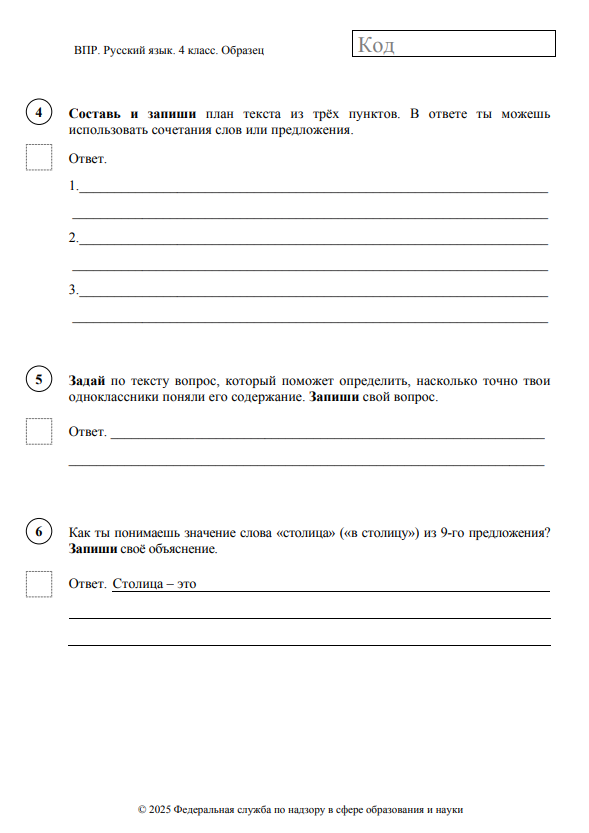 ВПР. Русский язык. 4 класс. Образец
Код
4
Составь и запиши план текста из трёх пунктов. В ответе ты можешь
использовать сочетания слов или предложения.
Ответ.
1.
2.
3.
5
Задай по тексту вопрос, который поможет определить, насколько точно твои
одноклассники поняли его содержание. Запиши свой вопрос.
Ответ.
6
Как ты понимаешь значение слова «столица» («в столицу») из 9-го предложения?
Запиши своё объяснение.
Ответ. Столица – это
© 2025 Федеральная служба по надзору в сфере образования и науки